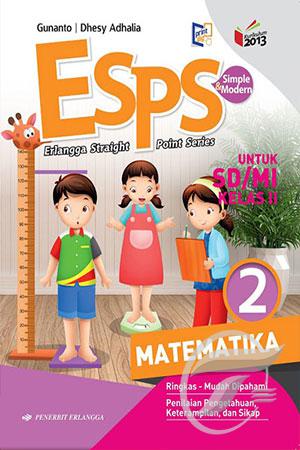 Gunanto | Dhesy Adhalia
Kurikulum
2013
ESPS
Simple
& Modern
Erlangga Straight Point Series
UNTUK
SD/MI
KELAS II
2
MATEMATIKA
Ringkas - Mudah Dipahami
Penilaian Pengetahuan,
Keterampilan, dan Sikap
PENERBIT ERLANGGA